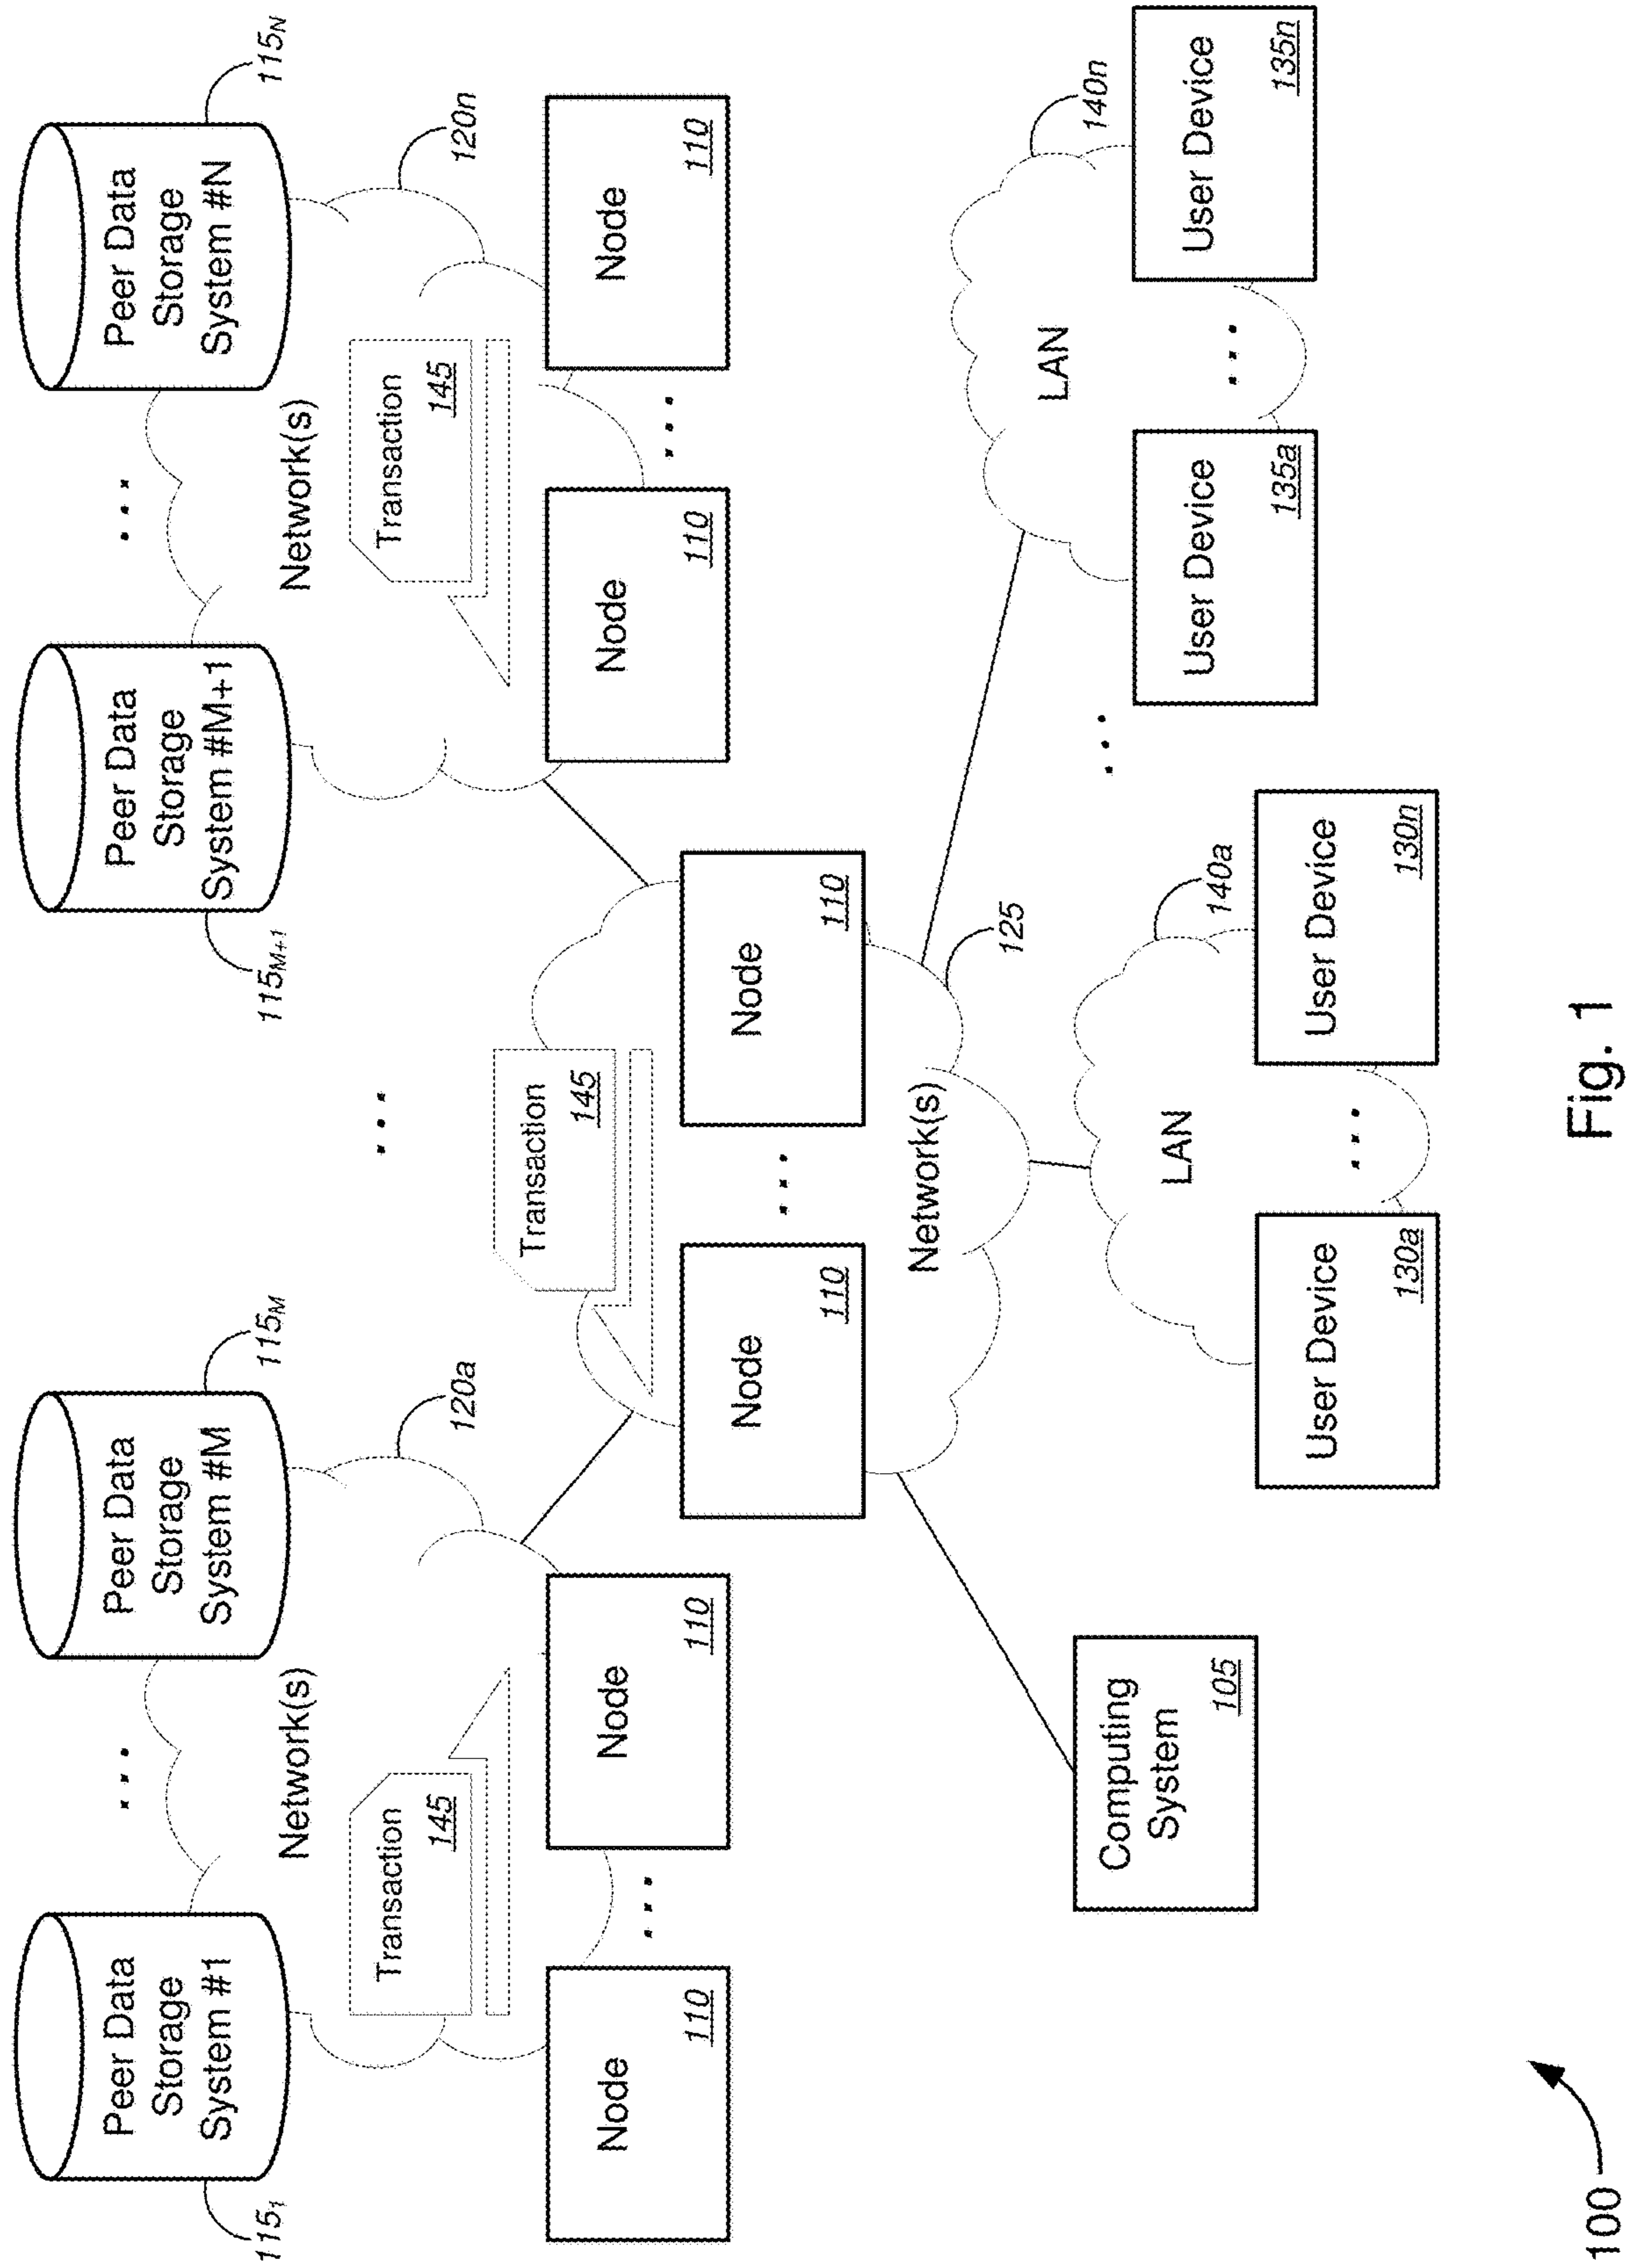 Peer Data
Storage
System #1
115₁
Peer Data
Storage
System #M
115M
Peer Data
Storage
System #M+1
115M+1
Peer Data
Storage
System #N
115N
. . .
. . .
. . .
Network(s)
120a
Network(s)
120n
Transaction
145
Transaction
145
Transaction
145
Node
110
. . .
Node
110
Node
110
. . .
Node
110
Node
110
. . .
Node
110
Network(s)
125
Computing
System
105
LAN
140a
User Device
130a
. . .
User Device
130n
. . .
LAN
140n
User Device
135a
. . .
User Device
135n
100
Fig. 1